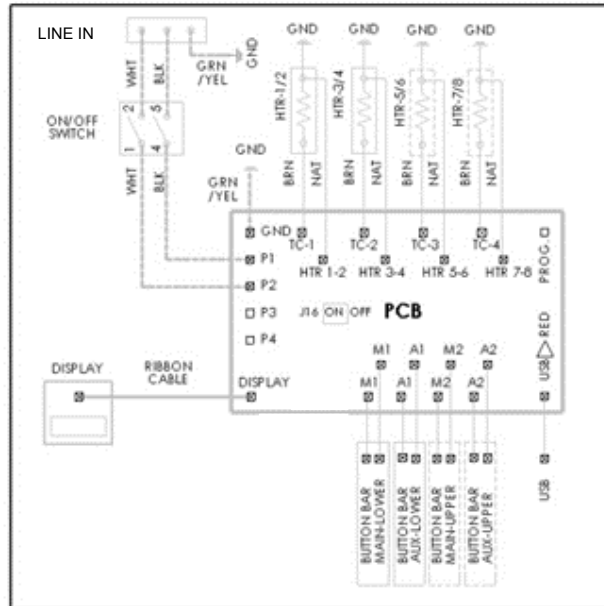 LINE IN
WHT
BLK
GRN
/YEL
GND
GND
GND
GND
GND
HTR-1/2
HTR-3/4
HTR-5/6
HTR-7/8
2
5
ON/OFF
SWITCH
1
4
WHT
BLK
GND
GRN
/YEL
BRN
NAT
BRN
NAT
BRN
NAT
BRN
NAT
GND
TC-1
TC-2
TC-3
TC-4
P1
HTR 1-2
HTR 3-4
HTR 5-6
HTR 7-8
PROG.
P2
P3
J16 ON OFF
PCB
P4
RED
USB
M1
A1
M2
A2
DISPLAY
RIBBON
CABLE
DISPLAY
M1
A1
M2
A2
BUTTON BAR
MAIN-LOWER
BUTTON BAR
AUX-LOWER
BUTTON BAR
MAIN-UPPER
BUTTON BAR
AUX-UPPER
USB